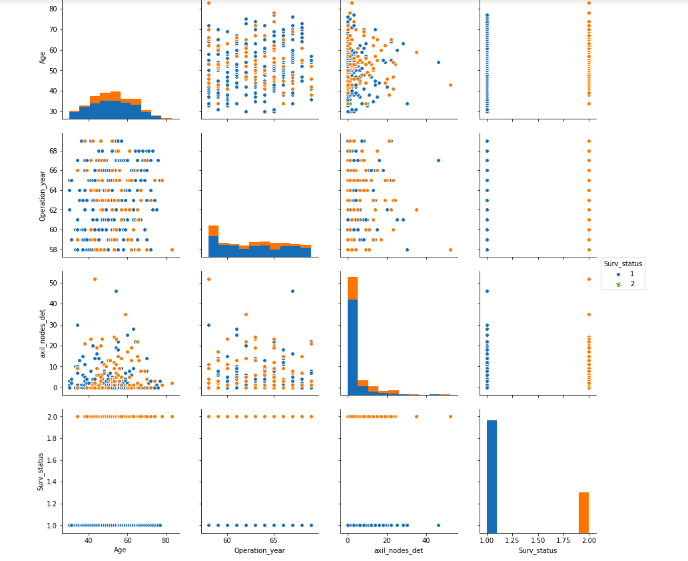 80
70
60
50
40
30
Age
68
66
64
62
60
58
Operation_year
50
40
30
20
10
0
axil_nodes_det
2.0
1.8
1.6
1.4
1.2
1.0
Surv_status
40 60 80
Age
60 65
Operation_year
0 20 40
axil_nodes_det
1.00 1.25 1.50 1.75 2.00
Surv_status
Surv_status
1
2